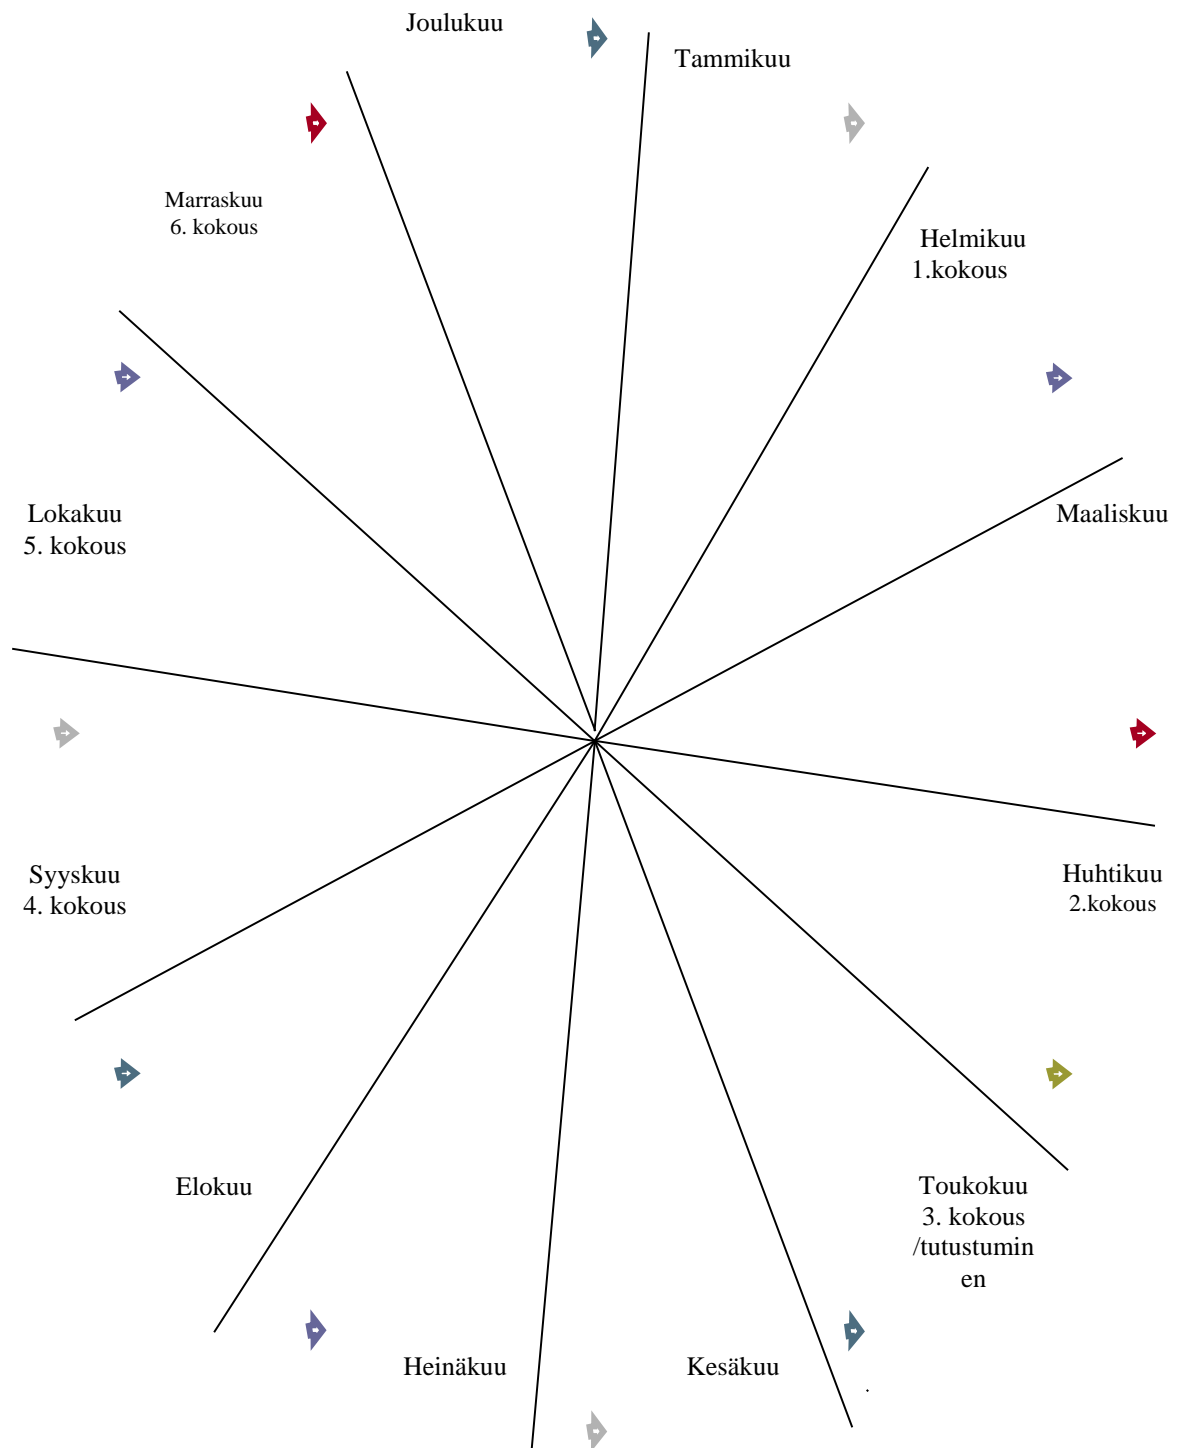 Joulukuu
Tammikuu
Marraskuu
6. kokous
Helmikuu
1.kokous
Lokakuu
5. kokous
Maaliskuu
Syyskuu
4. kokous
Huhtikuu
2.kokous
Elokuu
Toukokuu
3. kokous
/tutustumin
en
Heinäkuu
Kesäkuu
.